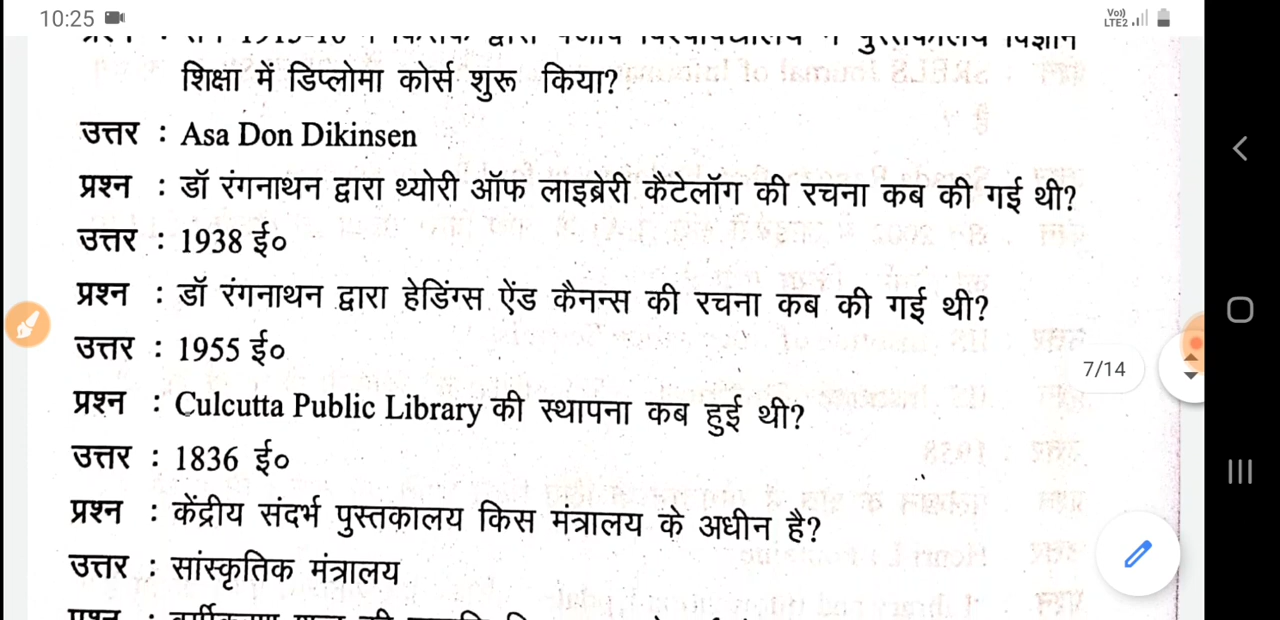 10:25
Vo))
LTE2
शिक्षा में डिप्लोमा कोर्स शुरू किया?
उत्तर : Asa Don Dikinsen
प्रश्न : डॉ रंगनाथन द्वारा थ्योरी ऑफ लाइब्रेरी कैटेलॉग की रचना कब की गई थी?
उत्तर : 1938 ई०
प्रश्न : डॉ रंगनाथन द्वारा हेडिंग्स ऐंड कैनन्स की रचना कब की गई थी?
उत्तर : 1955 ई०
7/14
प्रश्न : Culcutta Public Library की स्थापना कब हुई थी?
उत्तर : 1836 ई०
प्रश्न : केंद्रीय संदर्भ पुस्तकालय किस मंत्रालय के अधीन है?
उत्तर : सांस्कृतिक मंत्रालय